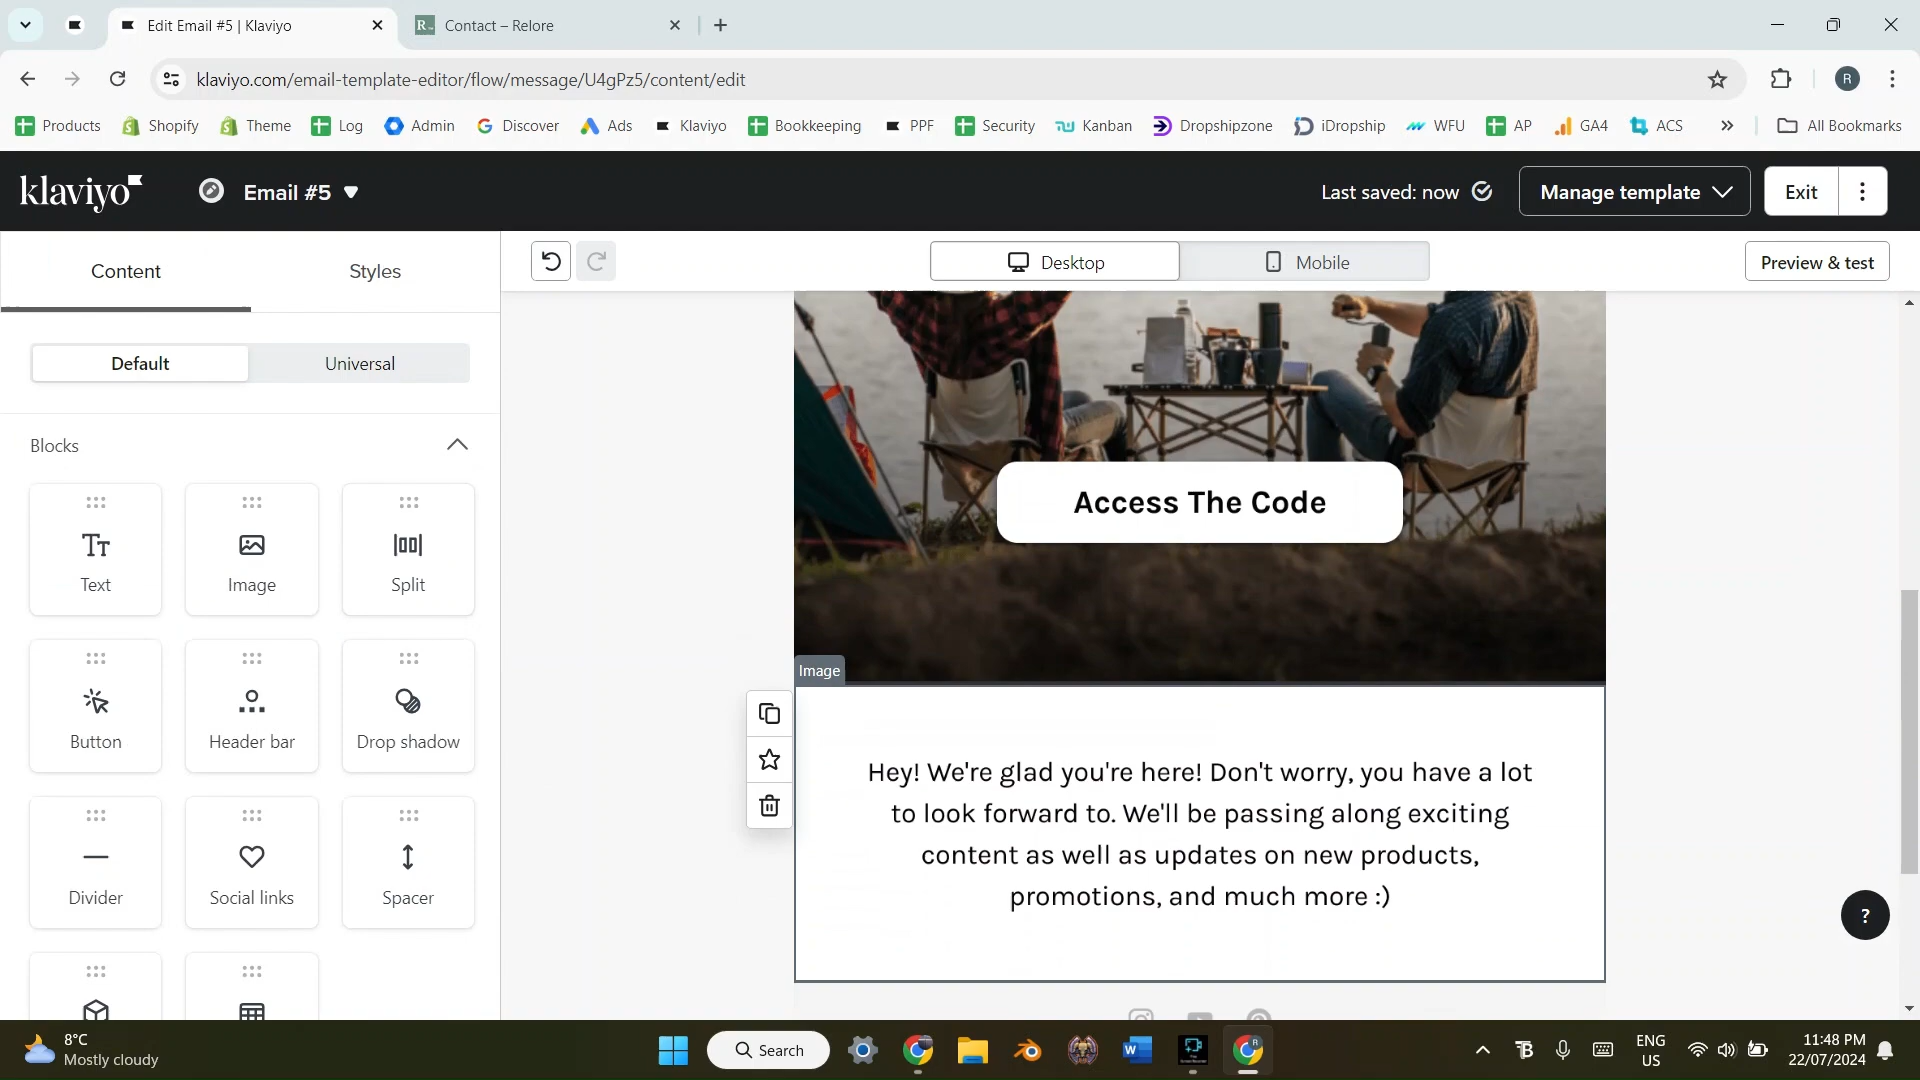 Edit Email #5 | Klaviyo
Contact – Relore
klaviyo.com/email-template-editor/flow/message/U4gPz5/content/edit
R
Products
Shopify
Theme
Log
Admin
Discover
Ads
Klaviyo
Bookkeeping
PPF
Security
Kanban
Dropshipzone
iDropship
WFU
AP
GA4
ACS
All Bookmarks
klaviyo
Email #5
Last saved: now
Manage template
Exit
Content
Styles
Desktop
Mobile
Preview & test
Default
Universal
Blocks
Text
Image
Split
Button
Header bar
Drop shadow
Divider
Social links
Spacer
Access The Code
Image
Hey! We're glad you're here! Don't worry, you have a lot
to look forward to. We'll be passing along exciting
content as well as updates on new products,
promotions, and much more :)
?
8°C
Mostly cloudy
Search
ENG
US
11:48 PM
22/07/2024